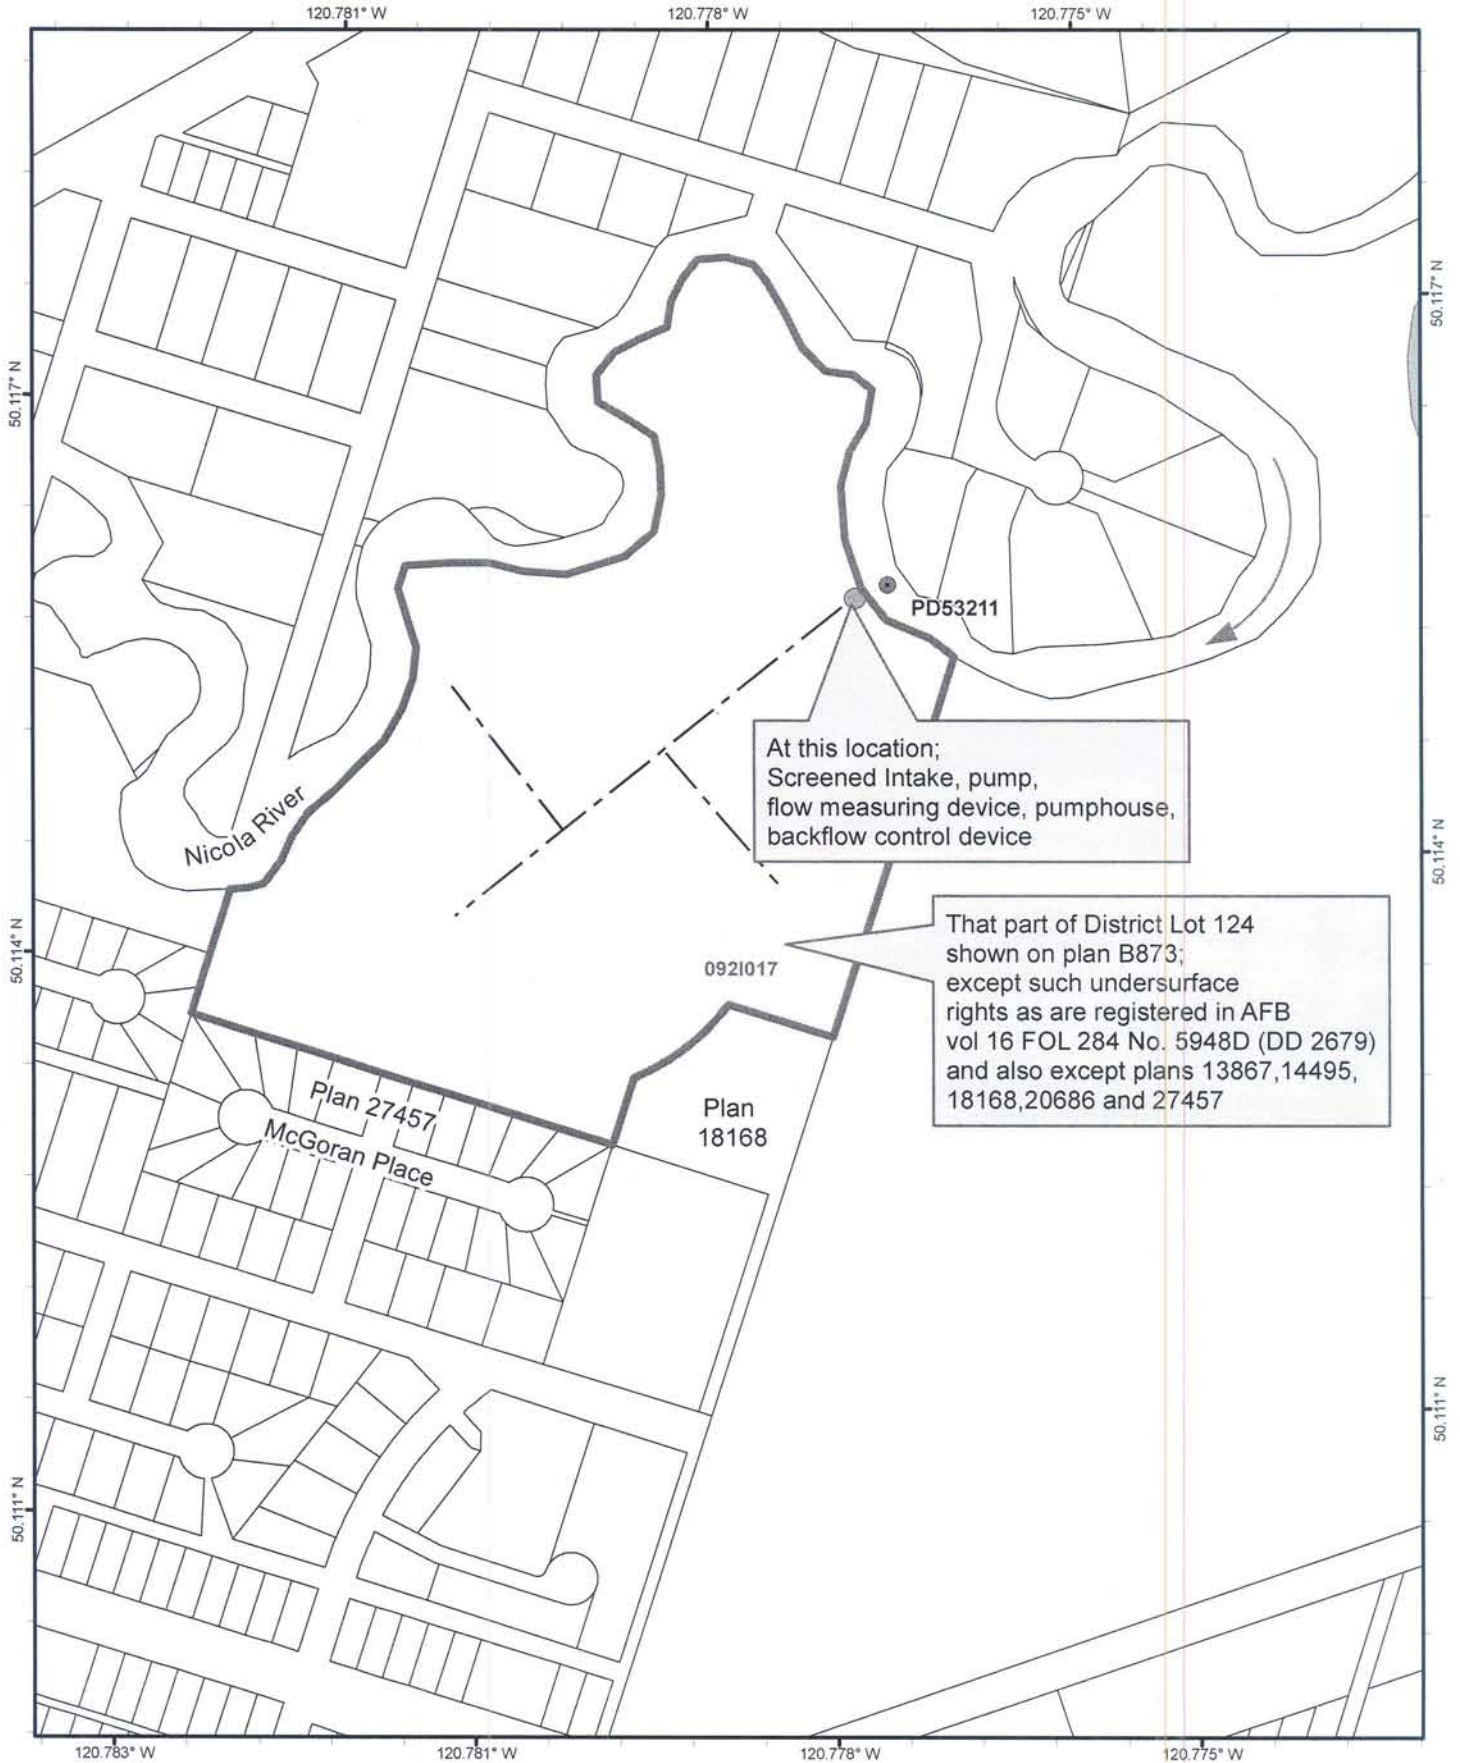 120.781° W
120.778° W
120.775° W
50.117° N
50.117° N
PD53211
At this location;
Screened Intake, pump,
flow measuring device, pumphouse,
backflow control device
Nicola River
50.114° N
50.114° N
That part of District Lot 124
shown on plan B873;
except such undersurface
rights as are registered in AFB
vol 16 FOL 284 No. 5948D (DD 2679)
and also except plans 13867,14495,
18168,20686 and 27457
092I017
Plan 27457
McGoran Place
Plan
18168
50.111° N
50.111° N
120.783° W
120.781° W
120.778° W
120.775° W